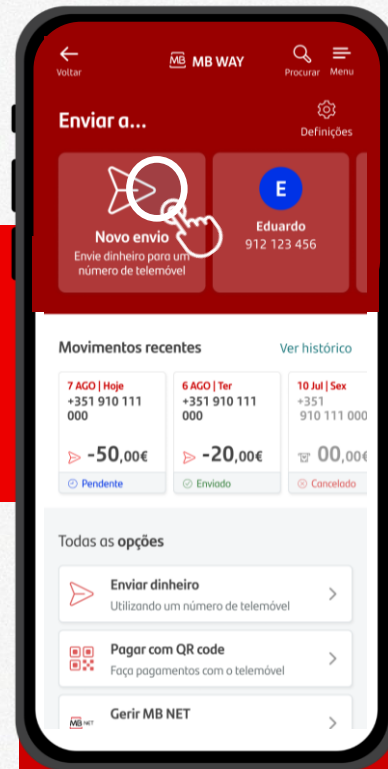 Voltar
MB MB WAY
Procurar
Menu
Enviar a...
Definições
Novo envio
Envie dinheiro para um
número de telemóvel
E
Eduardo
912 123 456
Movimentos recentes
Ver histórico
7 AGO | Hoje
+351 910 111
000
-50,00€
Pendente
6 AGO | Ter
+351 910 111
000
-20,00€
Enviado
10 Jul | Sex
+351
910 111 000
00,00€
Cancelado
Todas as opções
Enviar dinheiro
Utilizando um número de telemóvel
Pagar com QR code
Faça pagamentos com o telemóvel
MB NET
Gerir MB NET